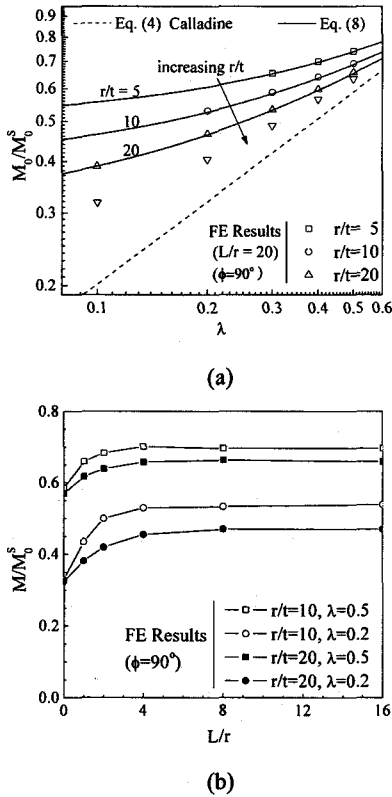 Eq. (4) Calladine
Eq. (8)
0.9
0.8
0.7
0.6
0.5
0.4
0.3
0.2
M₀/M₀ˢ
increasing r/t
r/t = 5
10
20
FE Results
(L/r = 20)
(ϕ=90°)
r/t= 5
r/t=10
r/t=20
0.1 0.2 0.3 0.4 0.5 0.6
λ
(a)
0.8
0.6
0.4
0.2
0.0
M/M₀ˢ
FE Results
(ϕ=90°)
r/t=10, λ=0.5
r/t=10, λ=0.2
r/t=20, λ=0.5
r/t=20, λ=0.2
0 4 8 12 16
L/r
(b)